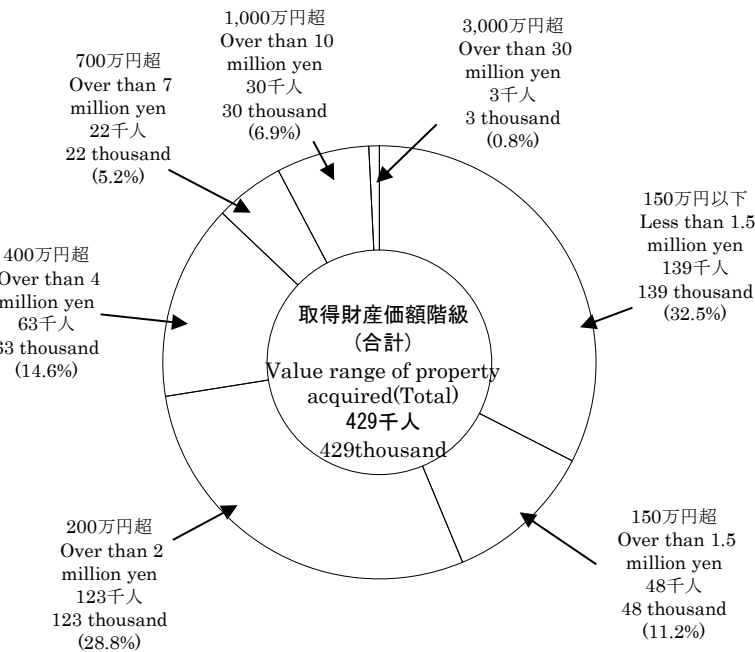 1,000万円超
Over than 10
million yen
30千人
30 thousand
(6.9%)
3,000万円超
Over than 30
million yen
3千人
3 thousand
(0.8%)
700万円超
Over than 7
million yen
22千人
22 thousand
(5.2%)
150万円以下
Less than 1.5
million yen
139千人
139 thousand
(32.5%)
400万円超
Over than 4
million yen
63千人
63 thousand
(14.6%)
取得財産価額階級
(合計)
Value range of property
acquired(Total)
429千人
429thousand
200万円超
Over than 2
million yen
123千人
123 thousand
(28.8%)
150万円超
Over than 1.5
million yen
48千人
48 thousand
(11.2%)